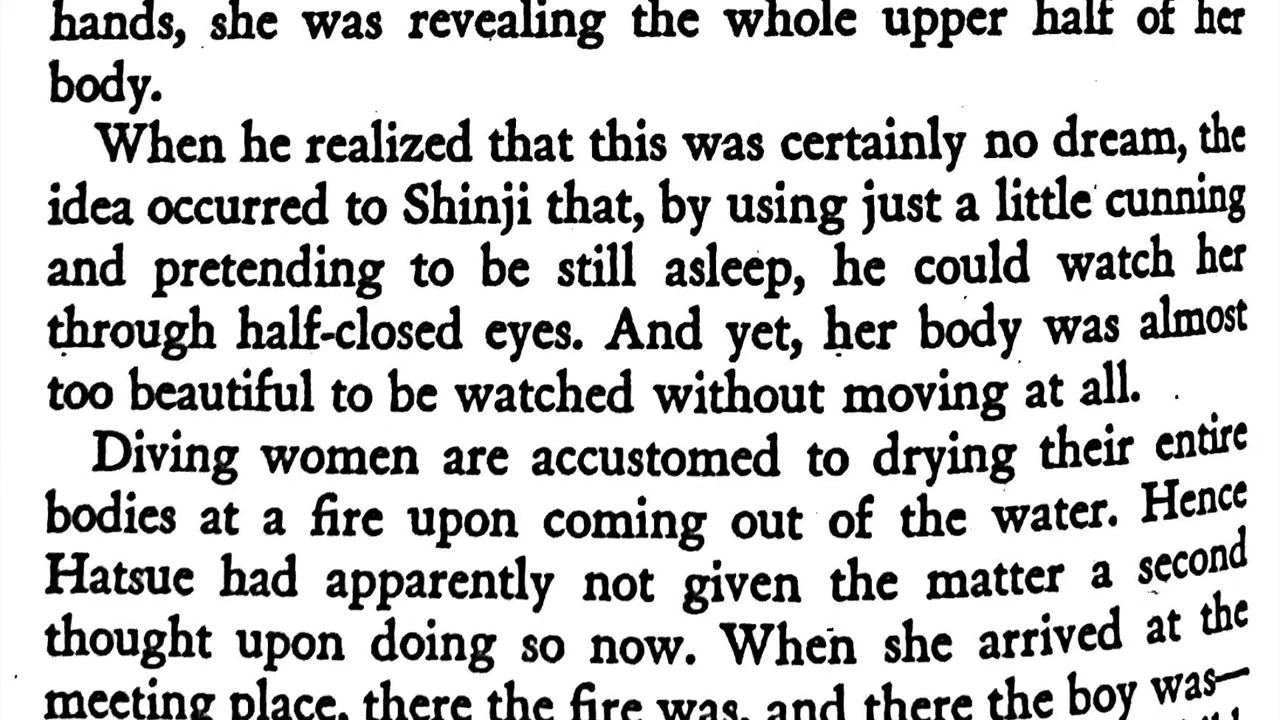 hands, she was revealing the whole upper half of her
body.
When he realized that this was certainly no dream, the
idea occurred to Shinji that, by using just a little cunning
and pretending to be still asleep, he could watch her
through half-closed eyes. And yet, her body was almost
too beautiful to be watched without moving at all.
Diving women are accustomed to drying their entire
bodies at a fire upon coming out of the water. Hence
Hatsue had apparently not given the matter a second
thought upon doing so now. When she arrived at the
meeting place, there the fire was, and there the boy was—